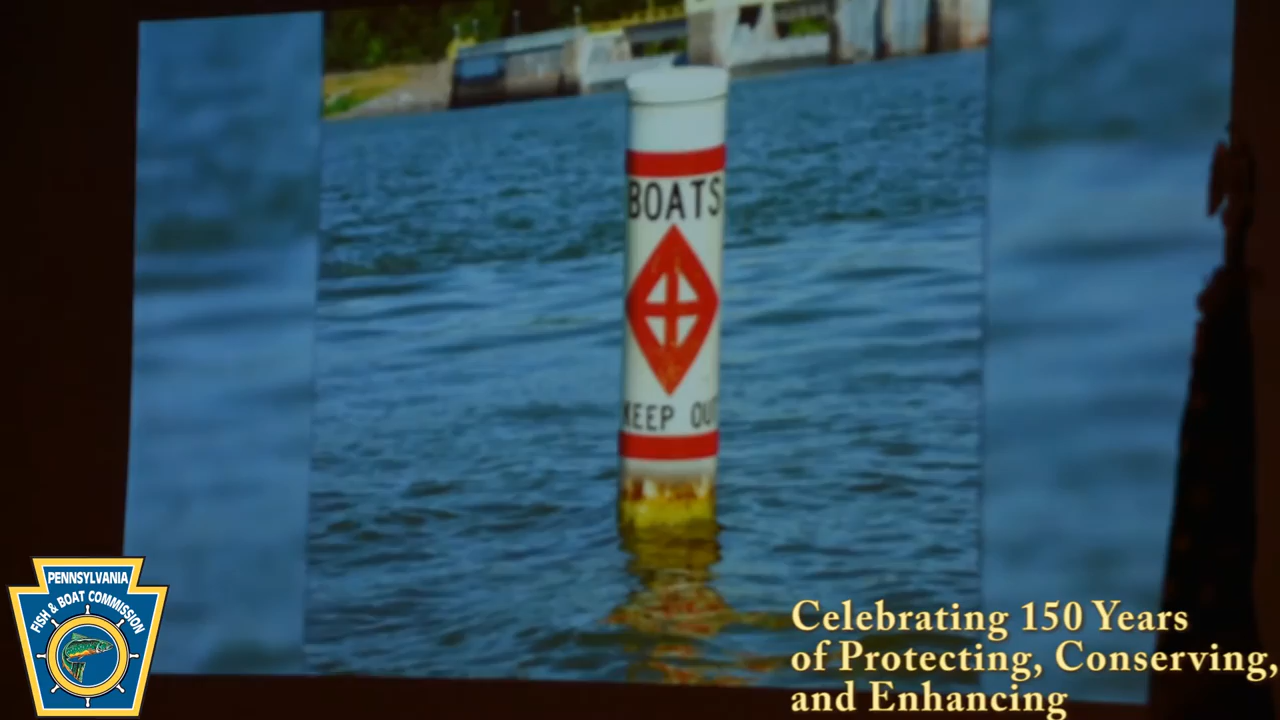 BOATS
KEEP OUT
PENNSYLVANIA
FISH & BOAT COMMISSION
Celebrating 150 Years
of Protecting, Conserving,
and Enhancing